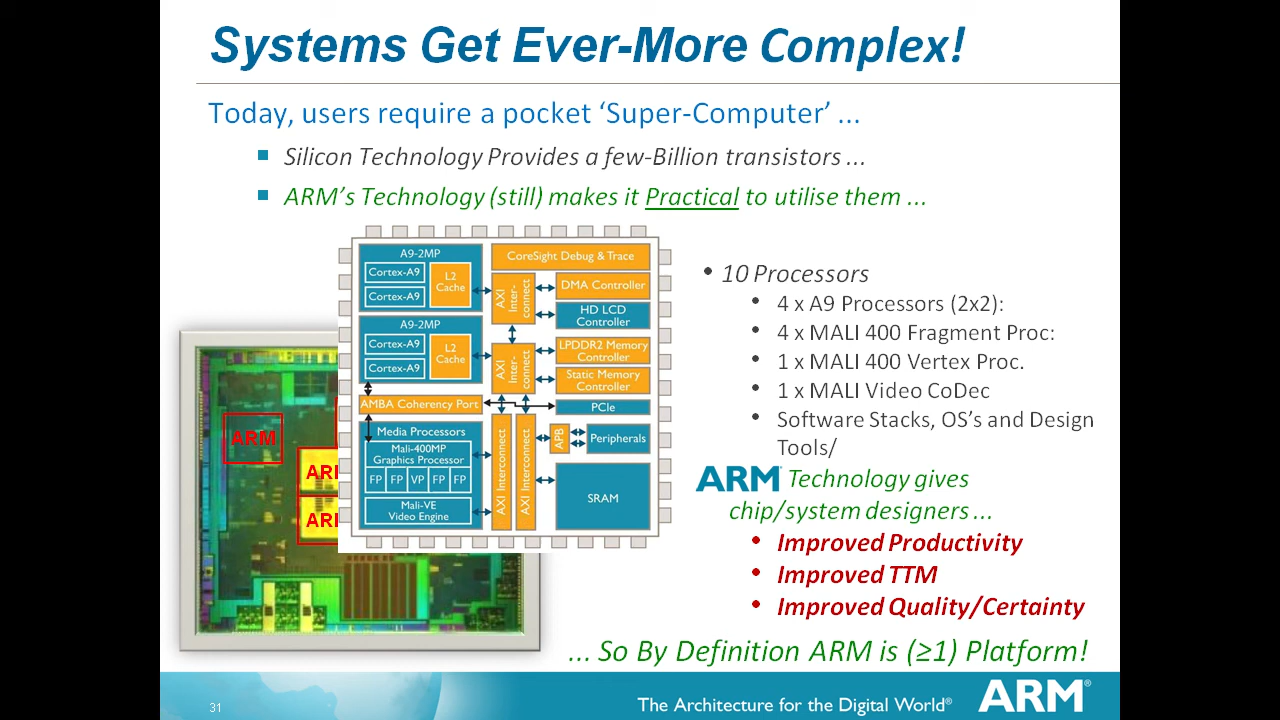 Systems Get Ever-More Complex!
Today, users require a pocket ‘Super-Computer’ ...
Silicon Technology Provides a few-Billion transistors ...
ARM’s Technology (still) makes it Practical to utilise them ...
A9-2MP
Cortex-A9
Cortex-A9
L2
Cache
A9-2MP
Cortex-A9
Cortex-A9
L2
Cache
AMBA Coherency Port
Media Processors
Mali-400MP
Graphics Processor
FP FP VP FP FP
Mali-VE
Video Engine
CoreSight Debug & Trace
AXI
Inter-
connect
DMA Controller
HD LCD
Controller
AXI
Inter-
connect
LPDDR2 Memory
Controller
Static Memory
Controller
PCIe
AXI Interconnect
AXI Interconnect
APB
Peripherals
SRAM
ARM
ARM
ARM
• 10 Processors
• 4 x A9 Processors (2x2):
• 4 x MALI 400 Fragment Proc:
• 1 x MALI 400 Vertex Proc.
• 1 x MALI Video CoDec
• Software Stacks, OS’s and Design
Tools/
ARM® Technology gives
chip/system designers ...
• Improved Productivity
• Improved TTM
• Improved Quality/Certainty
... So By Definition ARM is (≥1) Platform!
31
The Architecture for the Digital World®
ARM®